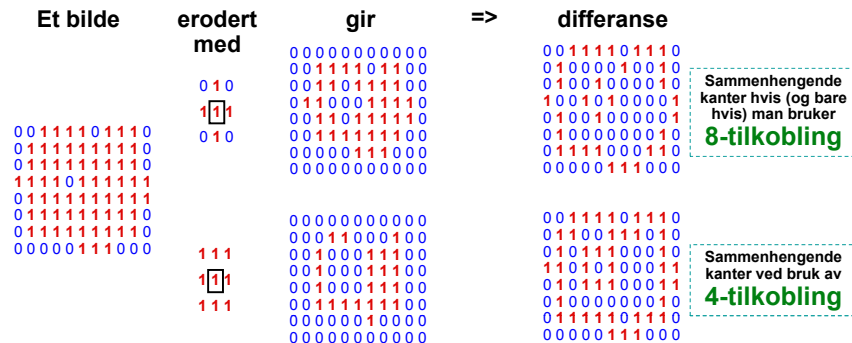 Et bilde
erodert
med
gir
=>
differanse
0 0 1 1 1 1 0 1 1 1 0
0 1 1 1 1 1 1 1 1 1 0
0 1 1 1 1 1 1 1 1 1 0
1 1 1 1 0 1 1 1 1 1 1
0 1 1 1 1 1 1 1 1 1 0
0 1 1 1 1 1 1 1 1 1 0
0 1 1 1 1 1 1 1 1 1 0
0 0 0 0 0 1 1 1 0 0 0
0 1 0
1 1 1
0 1 0
0 0 0 0 0 0 0 0 0 0 0
0 0 1 1 1 1 0 1 1 0 0
0 0 1 1 0 1 1 1 1 0 0
0 1 1 0 0 0 1 1 1 1 0
0 0 1 1 0 1 1 1 1 0 0
0 0 1 1 1 1 1 1 1 0 0
0 0 0 0 0 1 1 1 0 0 0
0 0 0 0 0 0 0 0 0 0 0
0 0 1 1 1 1 0 1 1 1 0
0 1 0 0 0 0 1 0 0 1 0
0 1 0 0 1 0 0 0 0 1 0
1 0 0 1 0 1 0 0 0 0 1
0 1 0 0 1 0 0 0 0 1 0
0 1 0 0 0 0 0 0 0 1 0
0 1 1 1 1 0 0 0 1 1 0
0 0 0 0 0 1 1 1 0 0 0
Sammenhengende
kanter hvis (og bare
hvis) man bruker
8-tilkobling
1 1 1
1 1 1
1 1 1
0 0 0 0 0 0 0 0 0 0 0
0 0 0 1 1 0 0 0 1 0 0
0 0 1 0 0 0 1 1 1 0 0
0 0 1 0 0 0 1 1 1 0 0
0 0 1 0 0 0 1 1 1 0 0
0 0 1 1 1 1 1 1 1 0 0
0 0 0 0 0 0 1 0 0 0 0
0 0 0 0 0 0 0 0 0 0 0
0 0 1 1 1 1 0 1 1 1 0
0 1 1 0 0 1 1 1 0 1 0
0 1 0 1 1 1 0 0 0 1 0
1 1 0 1 0 1 0 0 0 1 1
0 1 0 1 1 1 0 0 0 1 0
0 1 0 0 0 0 0 0 0 1 0
0 1 1 1 1 1 0 1 1 1 0
0 0 0 0 0 1 1 1 0 0 0
Sammenhengende
kanter ved bruk av
4-tilkobling